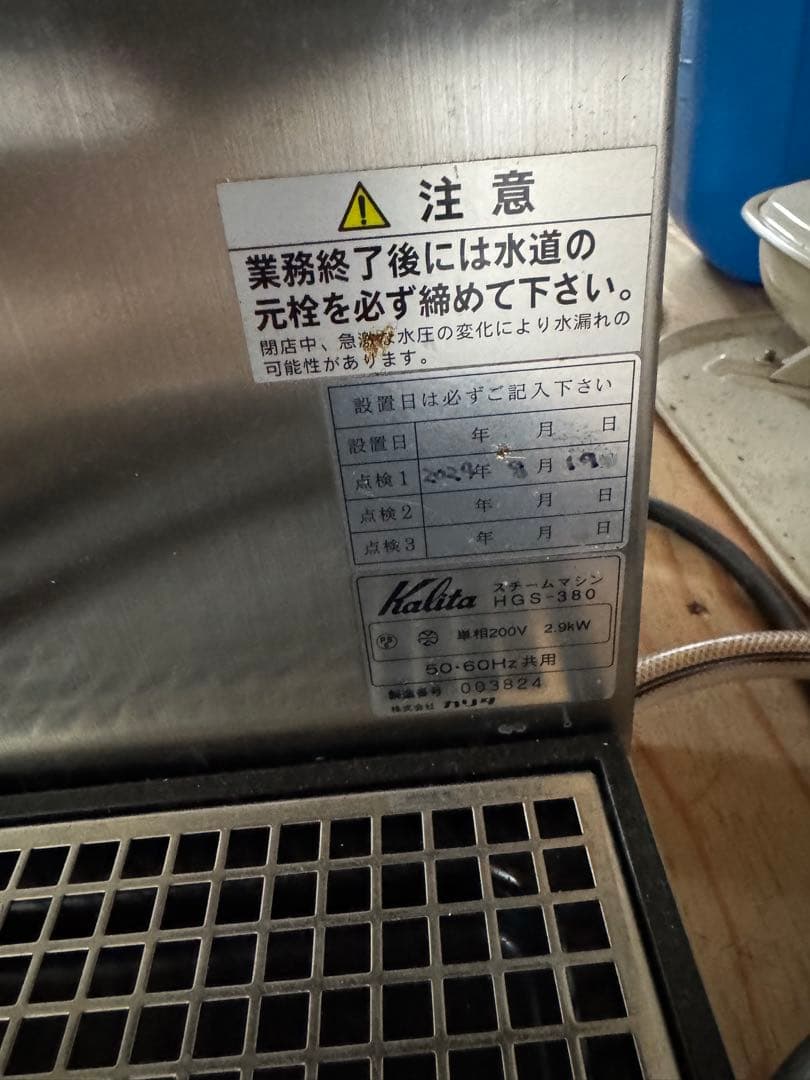 注意
業務終了後には水道の
元栓を必ず締めて下さい。
閉店中、急激な水圧の変化により水漏れの
可能性があります。
設置日は必ずご記入下さい
設置日 年 月 日
点検1 年 月 19
点検2 年 月 日
点検3 年 月 日
Kalita スチームマシン
HGS-380
PSE 単相200V 2.9kW
50・60Hz共用
製造番号 003824
株式会社 カリタ